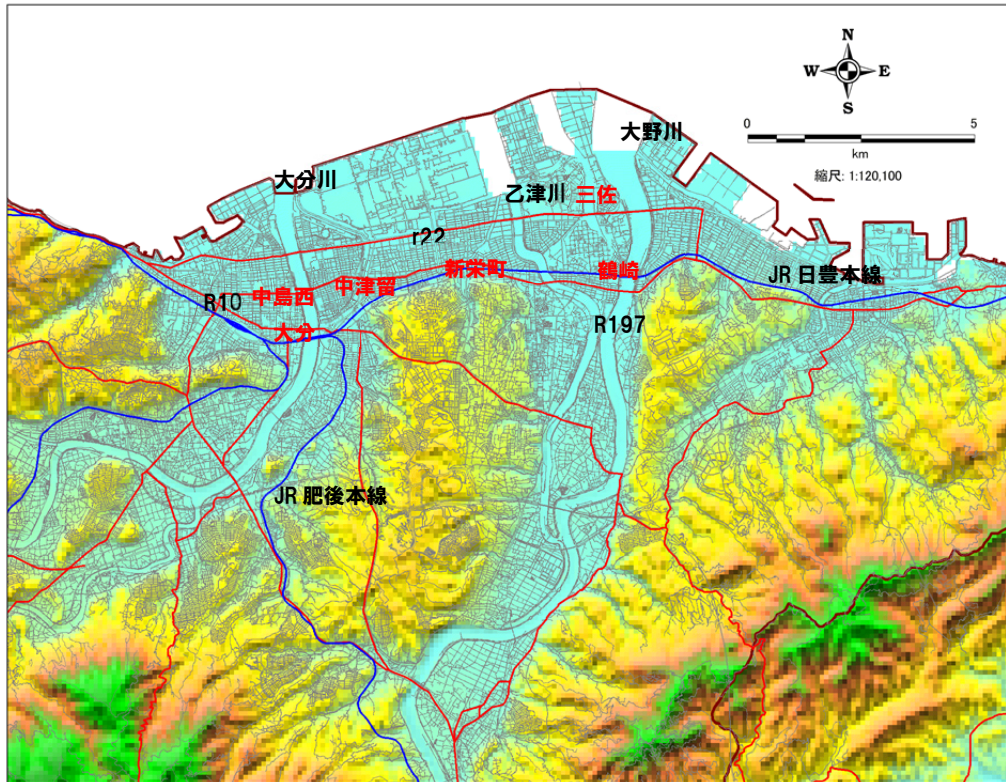 N
W E
S
0 5
km
縮尺: 1:120,100
大野川
大分川
乙津川 三佐
r22
新栄町 鶴崎
JR 日豊本線
中津留
R10 中島西
大分
R197
JR 肥後本線